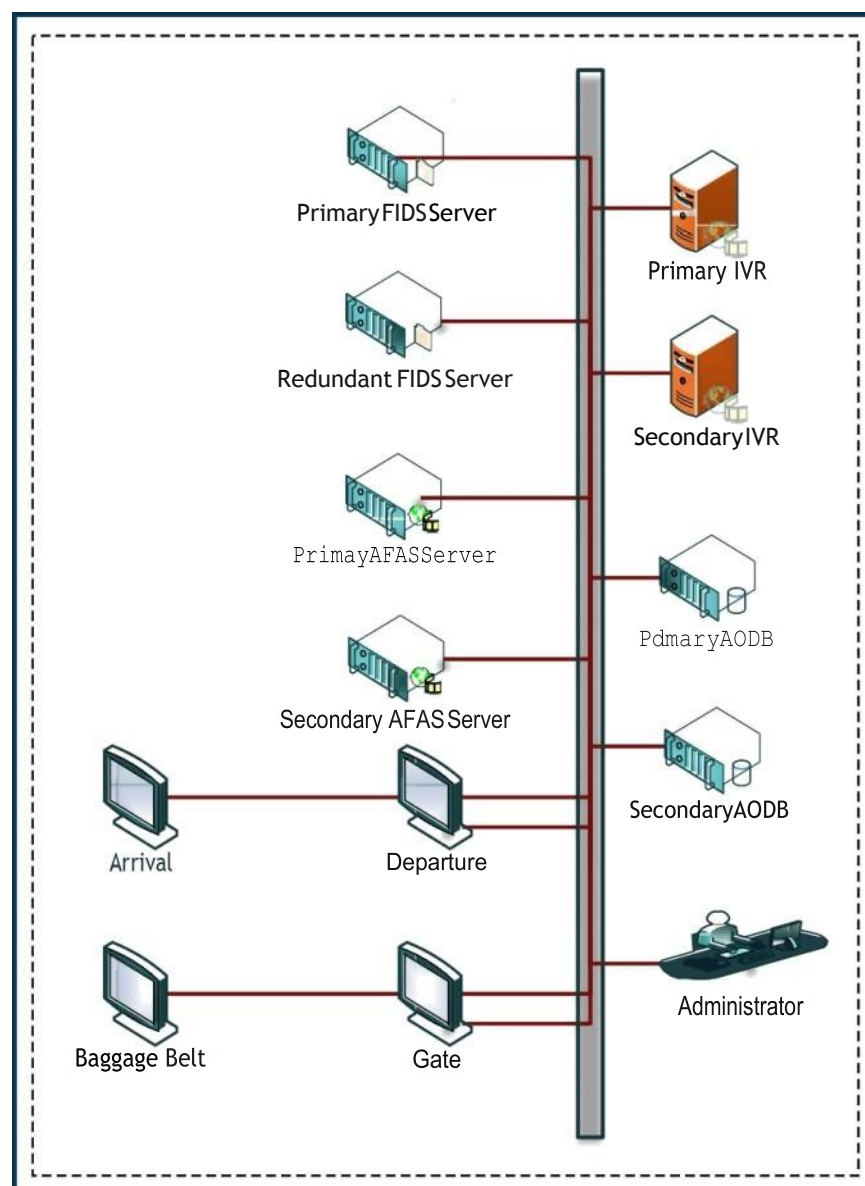 Primary FIDS Server
Primary IVR
Redundant FIDS Server
Secondary IVR
PrimayAFASServer
PdmaryAODB
Secondary AFAS Server
SecondaryAODB
Arrival
Departure
Administrator
Baggage Belt
Gate